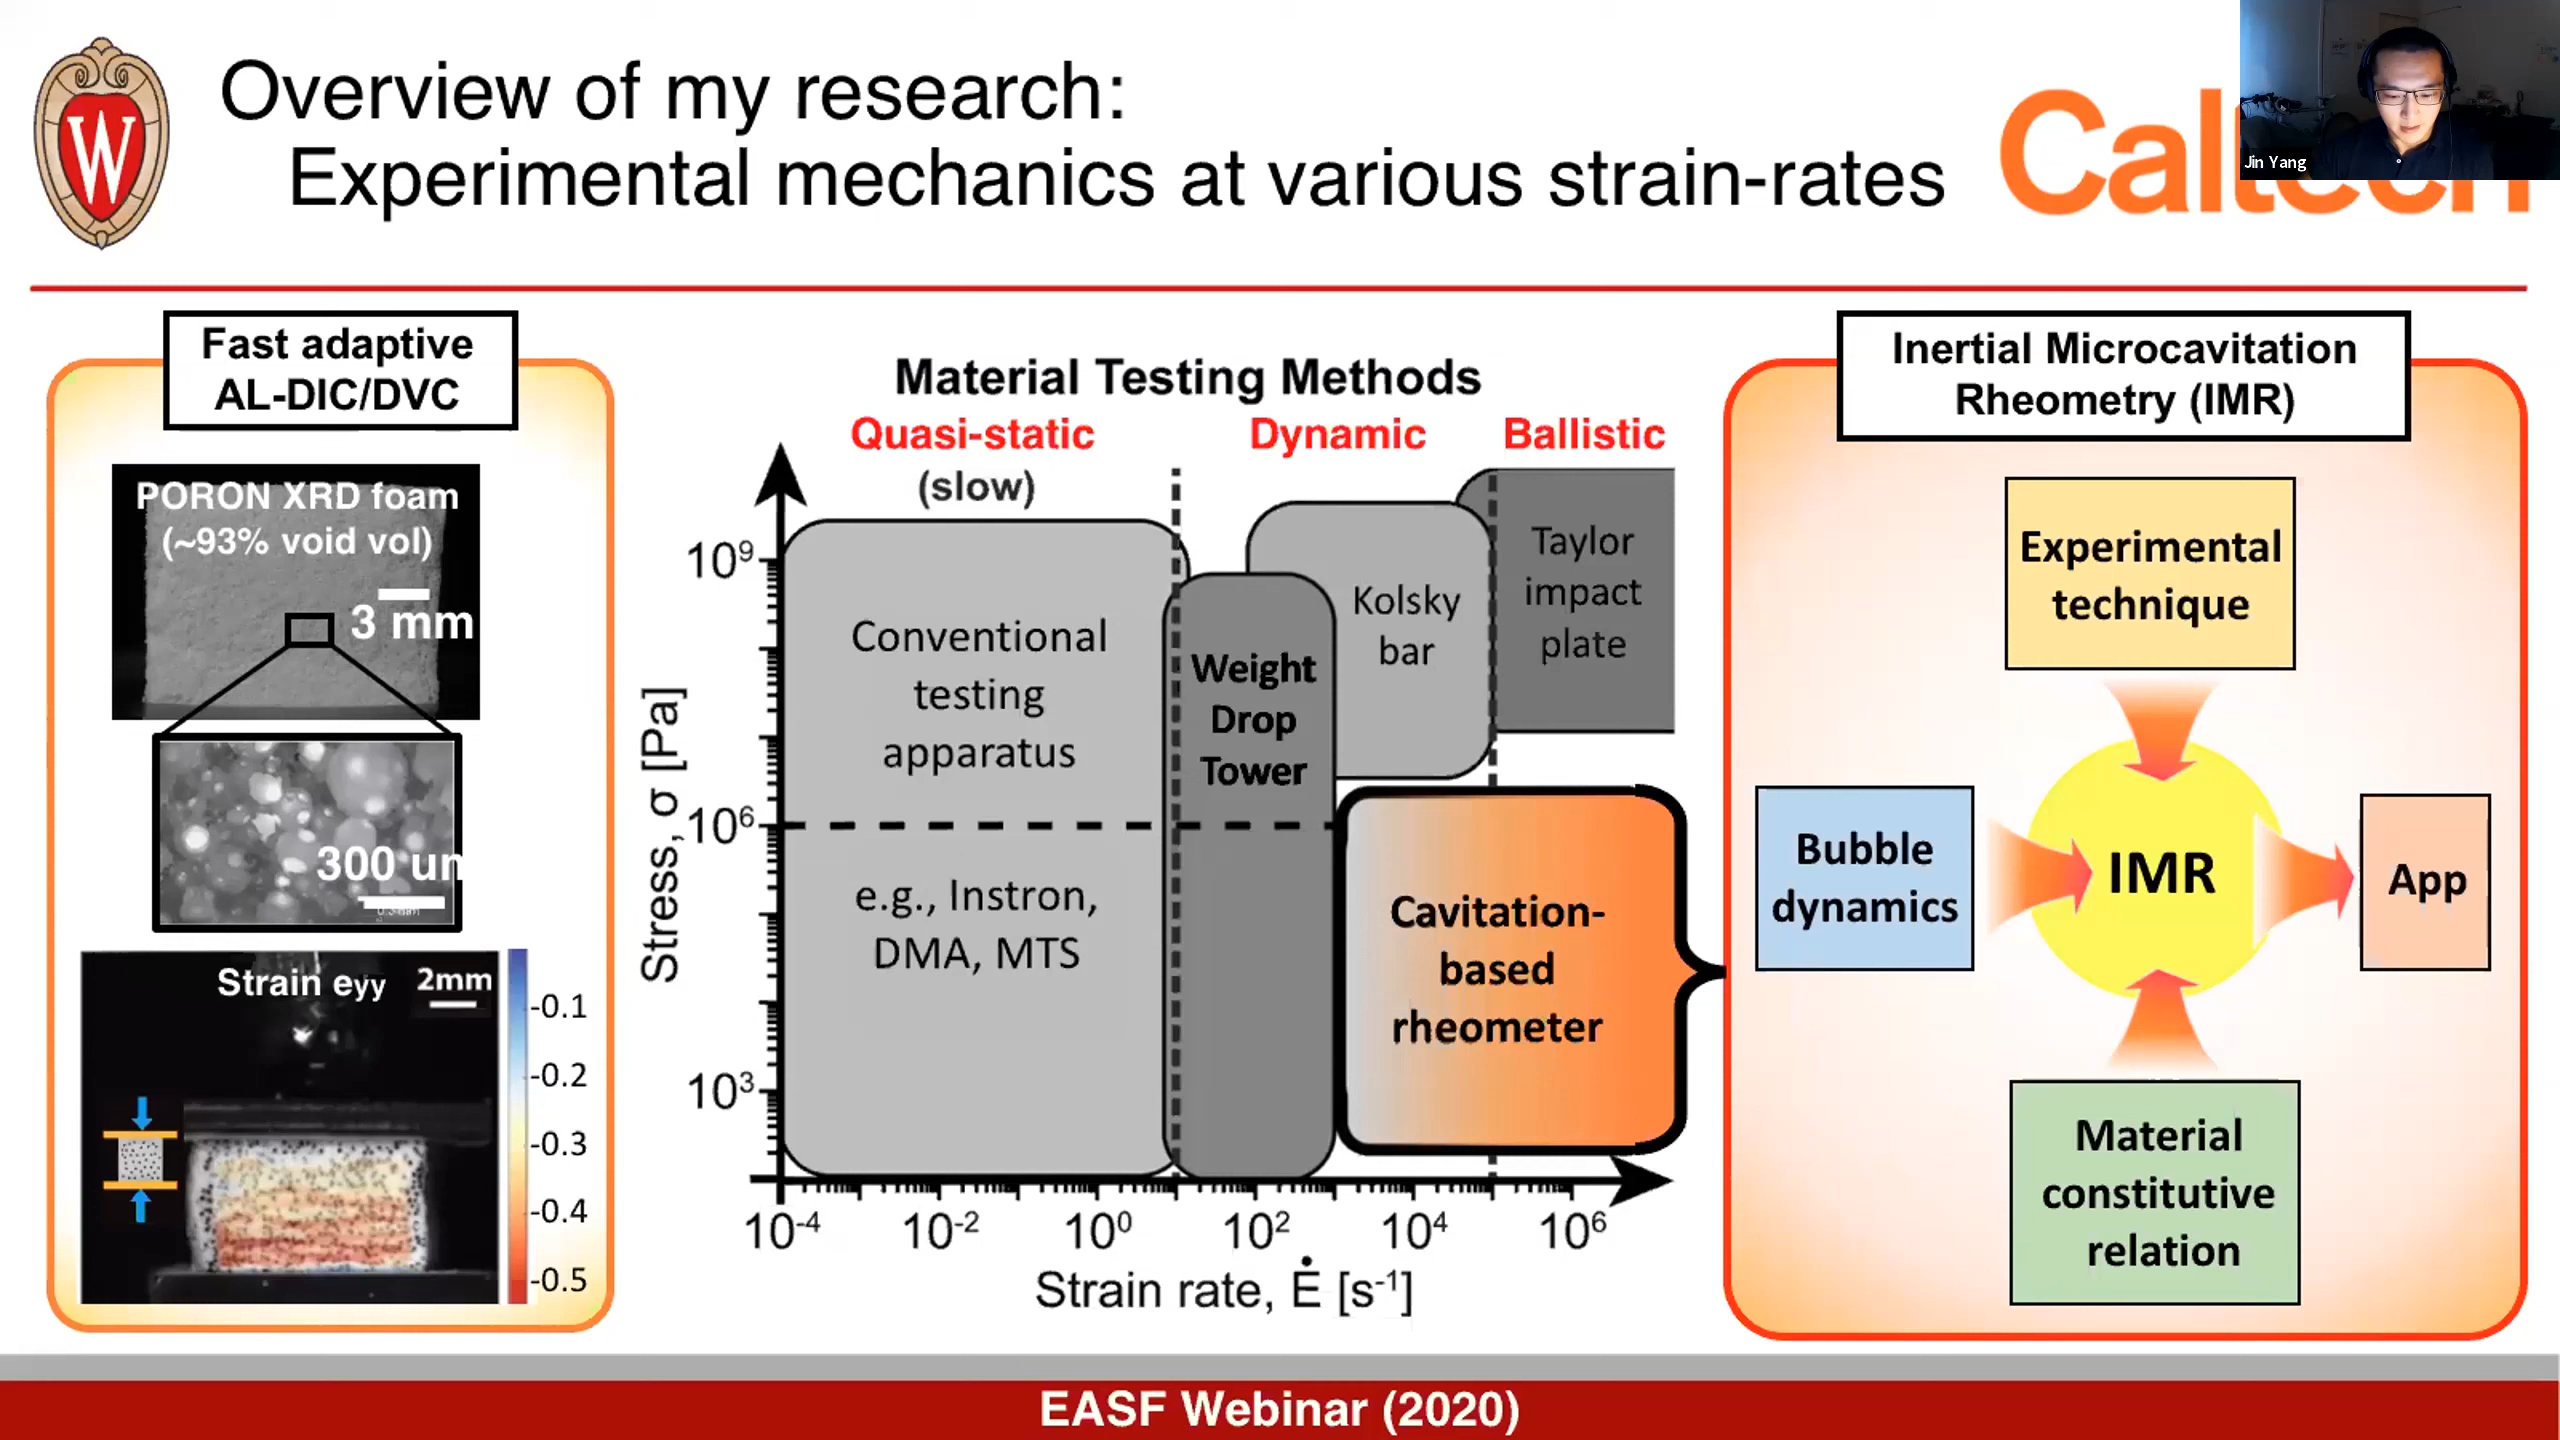 Overview of my research:
Experimental mechanics at various strain-rates
W
Jin Yang
Fast adaptive
AL-DIC/DVC
PORON XRD foam
(~93% void vol)
3 mm
300 um
Strain eyy
2mm
-0.1
-0.2
-0.3
-0.4
-0.5
Material Testing Methods
Quasi-static
(slow)
Dynamic
Ballistic
Stress, σ [Pa]
10⁹
10⁶
10³
Conventional
testing
apparatus
e.g., Instron,
DMA, MTS
Weight
Drop
Tower
Kolsky
bar
Taylor
impact
plate
Cavitation-
based
rheometer
10⁻⁴
10⁻²
10⁰
10²
10⁴
10⁶
Strain rate, Ė [s⁻¹]
Inertial Microcavitation
Rheometry (IMR)
Experimental
technique
Bubble
dynamics
IMR
App
Material
constitutive
relation
EASF Webinar (2020)